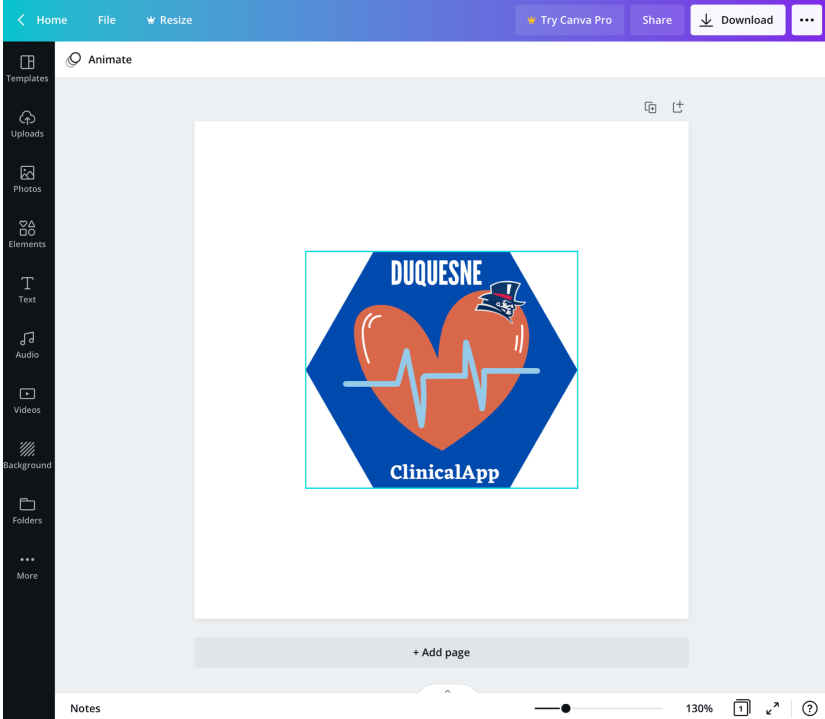 Home File Resize Try Canva Pro Share Download
Animate
Templates
Uploads
Photos
Elements
Text
Audio
Videos
Background
Folders
More
DUQUESNE
ClinicalApp
+ Add page
Notes 130% 1 ?